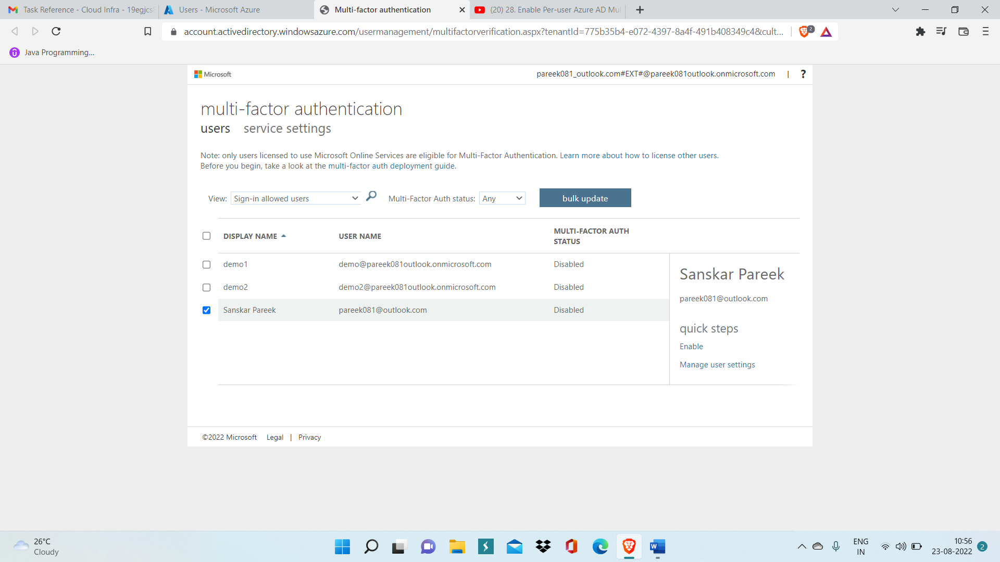 Task Reference - Cloud Infra - 19egjcs
Users - Microsoft Azure
Multi-factor authentication
(20) 28. Enable Per-user Azure AD Mul
account.activedirectory.windowsazure.com/usermanagement/multifactorverification.aspx?tenantId=775b35b4-e072-4397-8a4f-491b408349c4&cult...
2
Java Programming...
Microsoft
pareek081_outlook.com#EXT#@pareek081outlook.onmicrosoft.com | ?
multi-factor authentication
users service settings
Note: only users licensed to use Microsoft Online Services are eligible for Multi-Factor Authentication. Learn more about how to license other users.
Before you begin, take a look at the multi-factor auth deployment guide.
View: Sign-in allowed users Multi-Factor Auth status: Any bulk update
DISPLAY NAME USER NAME MULTI-FACTOR AUTH
STATUS
demo1 demo@pareek081outlook.onmicrosoft.com Disabled
demo2 demo2@pareek081outlook.onmicrosoft.com Disabled
Sanskar Pareek pareek081@outlook.com Disabled
Sanskar Pareek
pareek081@outlook.com
quick steps
Enable
Manage user settings
©2022 Microsoft Legal | Privacy
26°C
Cloudy
ENG
IN
10:56
23-08-2022
2